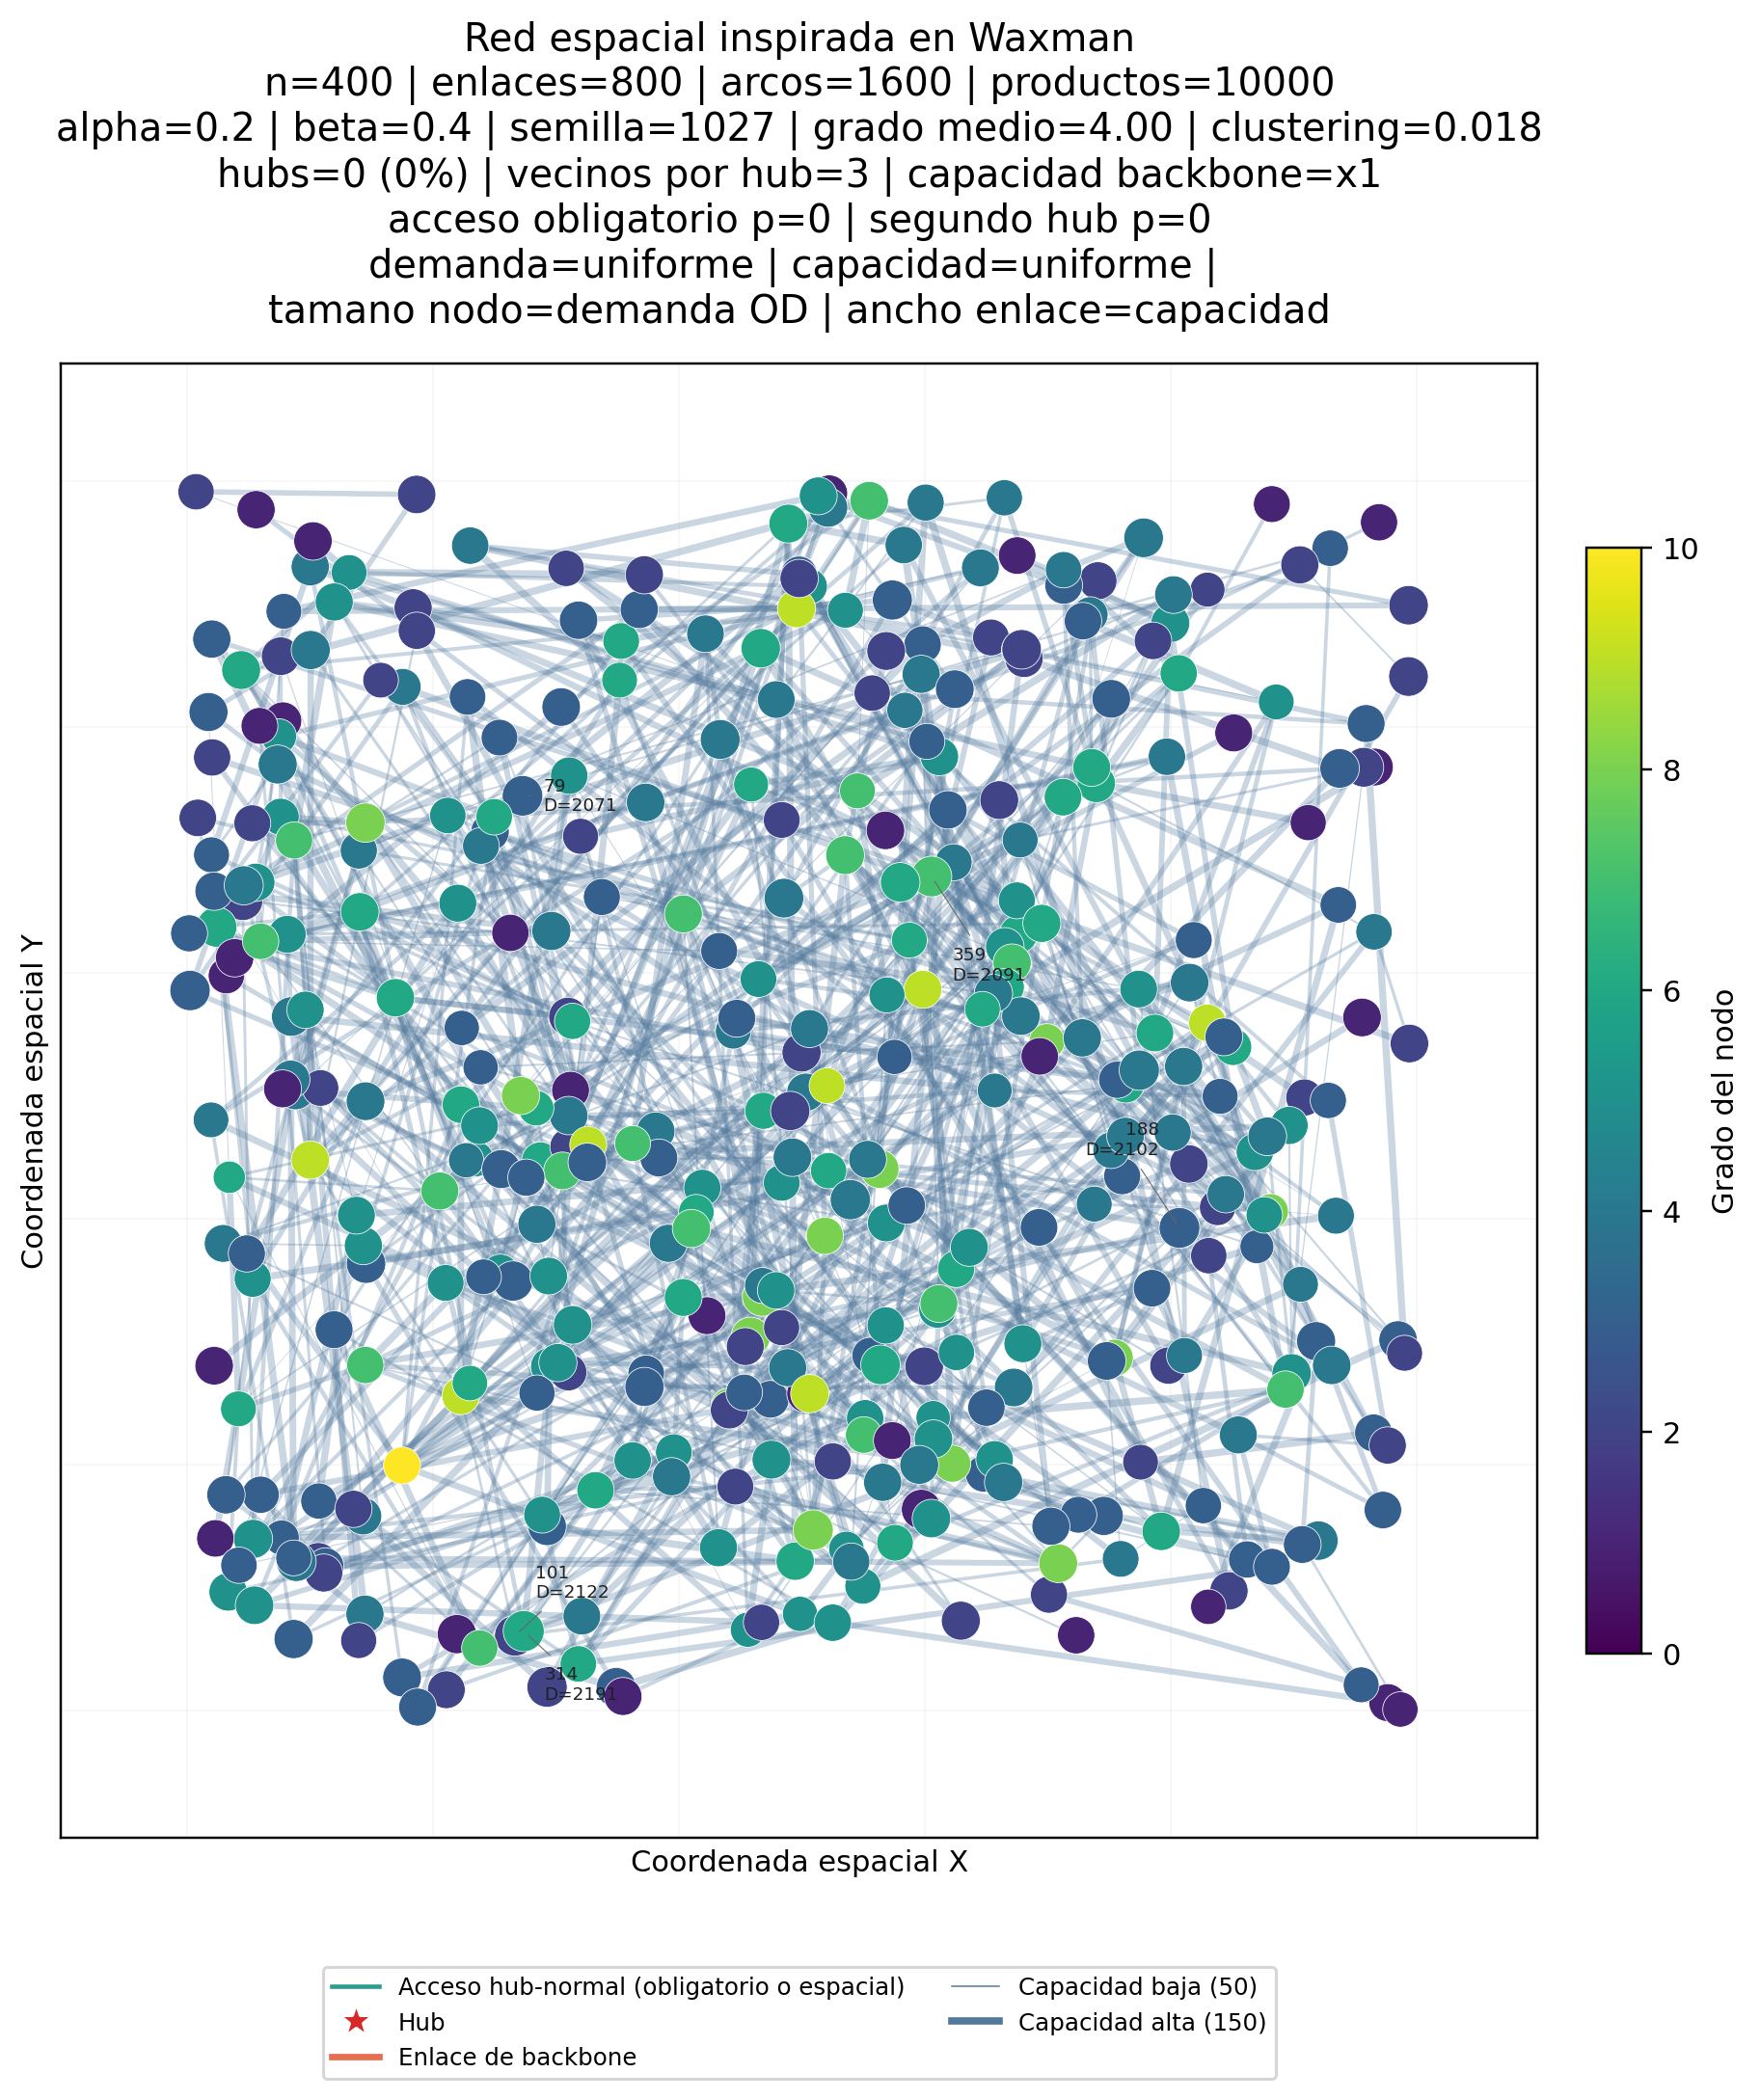 Red espacial inspirada en Waxman
n=400 | enlaces=800 | arcos=1600 | productos=10000
alpha=0.2 | beta=0.4 | semilla=1027 | grado medio=4.00 | clustering=0.018
hubs=0 (0%) | vecinos por hub=3 | capacidad backbone=x1
acceso obligatorio p=0 | segundo hub p=0
demanda=uniforme | capacidad=uniforme |
tamano nodo=demanda OD | ancho enlace=capacidad
79
D=2071
359
D=2091
188
D=2102
101
D=2122
314
D=2191
Coordenada espacial Y
Coordenada espacial X
10
8
6
4
2
0
Grado del nodo
Acceso hub-normal (obligatorio o espacial)
Hub
Enlace de backbone
Capacidad baja (50)
Capacidad alta (150)